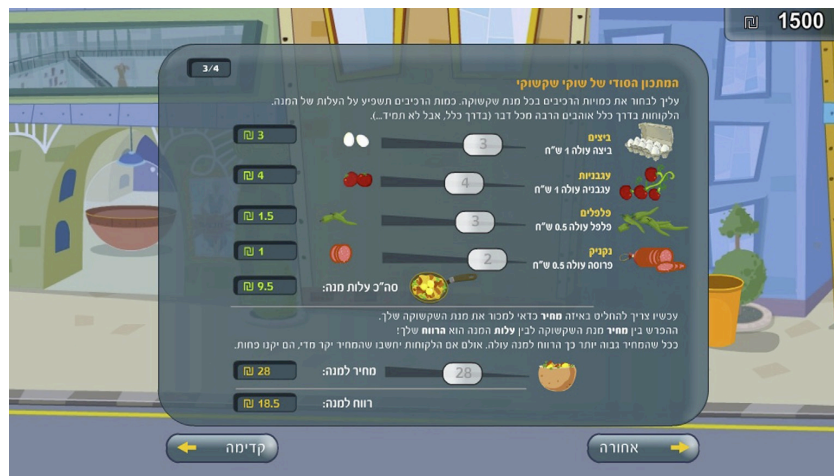 ₪ 1500
3/4
המתכון הסודי של שוקי שקשוקי
עליך לבחור את כמויות הרכיבים בכל מנת שקשוקה. כמות הרכיבים תשפיע על העלות של המנה.
הלקוחות בדרך כלל אוהבים הרבה מכל דבר (בדרך כלל, אבל לא תמיד...).
ביצים
ביצה עולה 1 ש"ח
3
₪ 3
עגבניות
עגבניה עולה 1 ש"ח
4
₪ 4
פלפלים
פלפל עולה 0.5 ש"ח
3
₪ 1.5
נקניק
פרוסה עולה 0.5 ש"ח
2
₪ 1
סה"כ עלות מנה:
₪ 9.5
עכשיו צריך להחליט באיזה מחיר כדאי למכור את מנת השקשוקה שלך.
ההפרש בין מחיר מנת השקשוקה לבין עלות המנה הוא הרווח שלך!
ככל שהמחיר גבוה יותר כך הרווח למנה עולה. אולם אם הלקוחות יחשבו שהמחיר יקר מדי, הם יקנו פחות.
28
מחיר למנה:
₪ 28
רווח למנה:
₪ 18.5
אחורה
קדימה